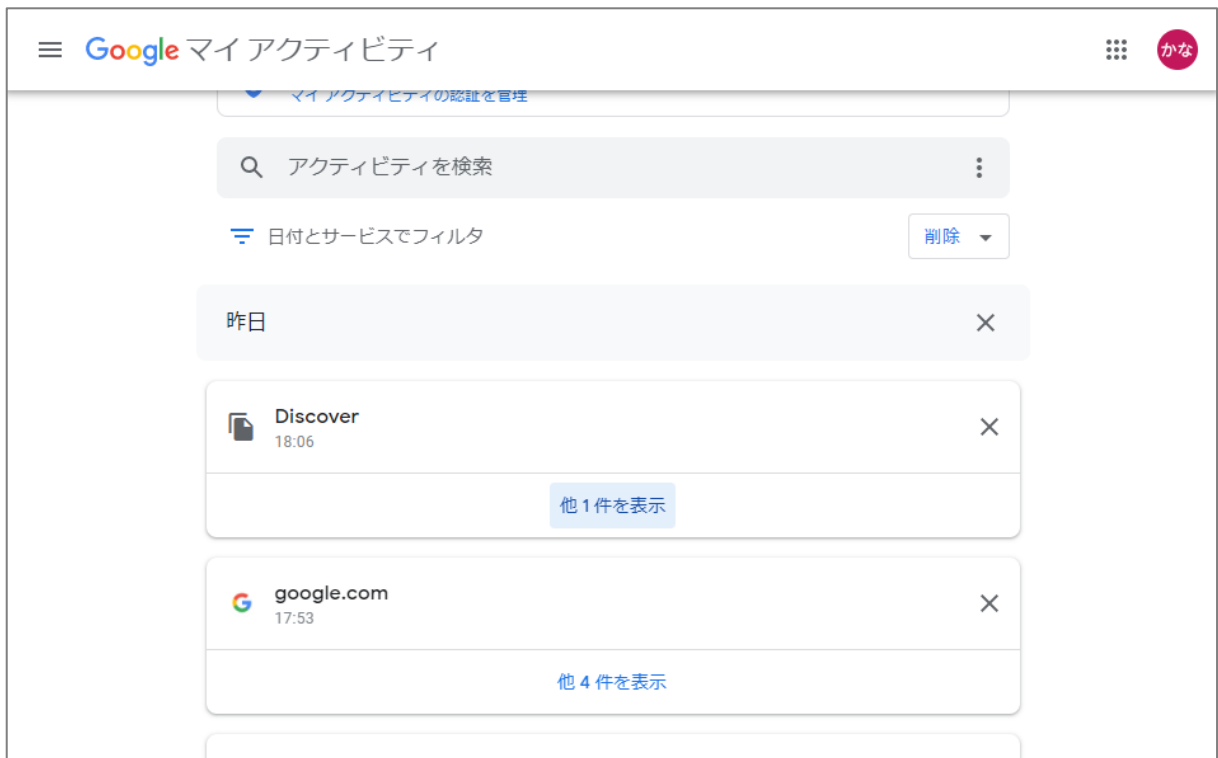 Google マイ アクティビティ
かな
マイ アクティビティの認証を管理
アクティビティを検索
日付とサービスでフィルタ
削除
昨日
Discover
18:06
他 1 件を表示
google.com
17:53
他 4 件を表示